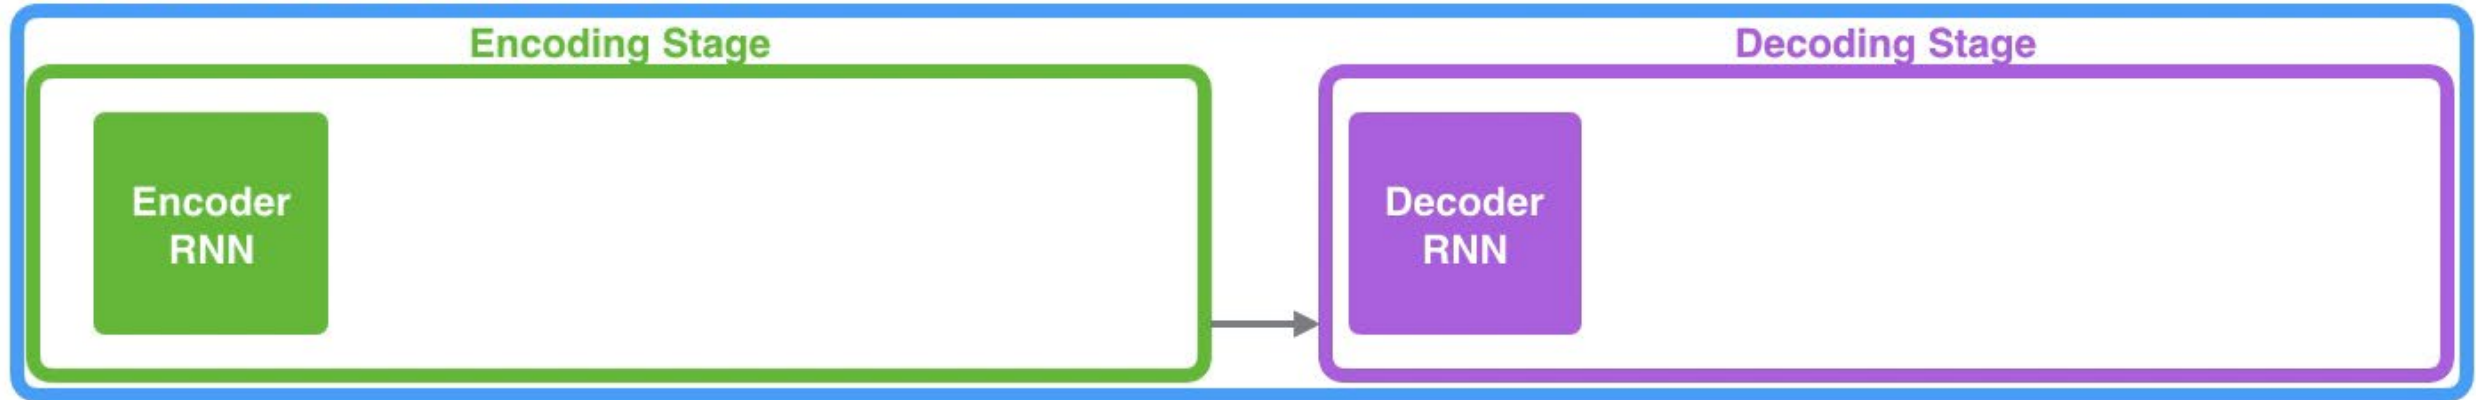 Encoding Stage
Decoding Stage
Encoder
RNN
Decoder
RNN